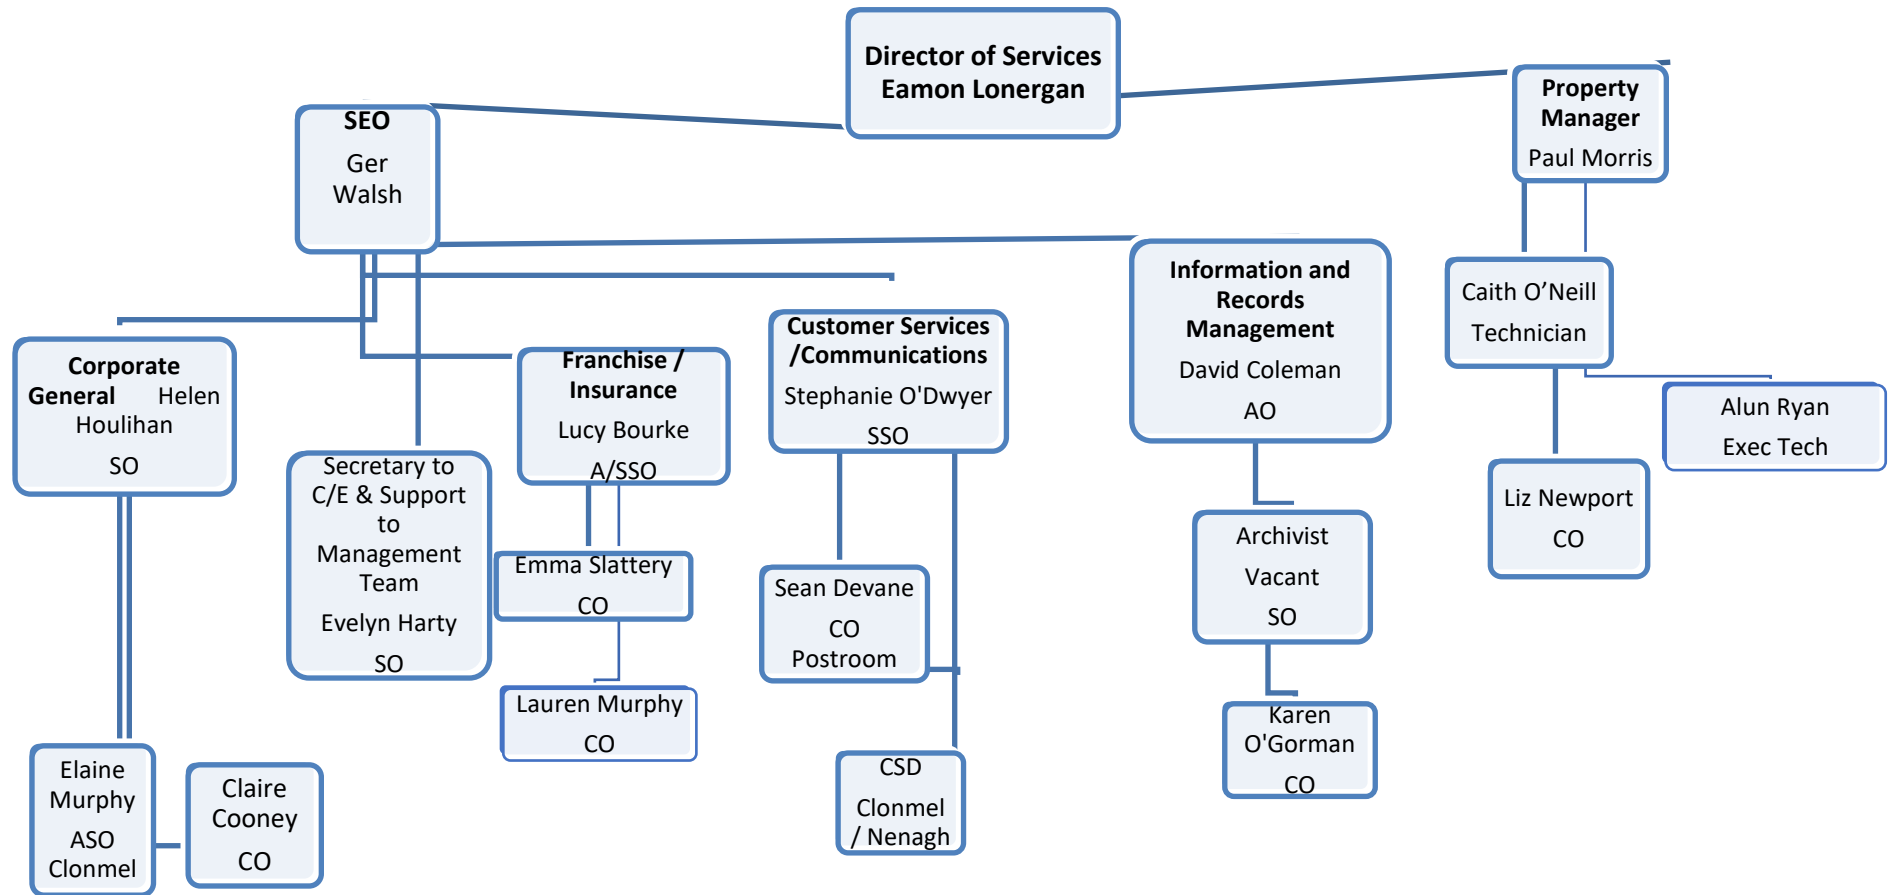 Director of Services
Eamon Lonergan
SEO
Ger
Walsh
Property
Manager
Paul Morris
Corporate
General Helen
Houlihan
SO
Secretary to
C/E & Support
to
Management
Team
Evelyn Harty
SO
Franchise /
Insurance
Lucy Bourke
A/SSO
Customer Services
/Communications
Stephanie O'Dwyer
SSO
Information and
Records
Management
David Coleman
AO
Caith O’Neill
Technician
Alun Ryan
Exec Tech
Liz Newport
CO
Emma Slattery
CO
Lauren Murphy
CO
Sean Devane
CO
Postroom
CSD
Clonmel
/ Nenagh
Archivist
Vacant
SO
Karen
O'Gorman
CO
Elaine
Murphy
ASO
Clonmel
Claire
Cooney
CO